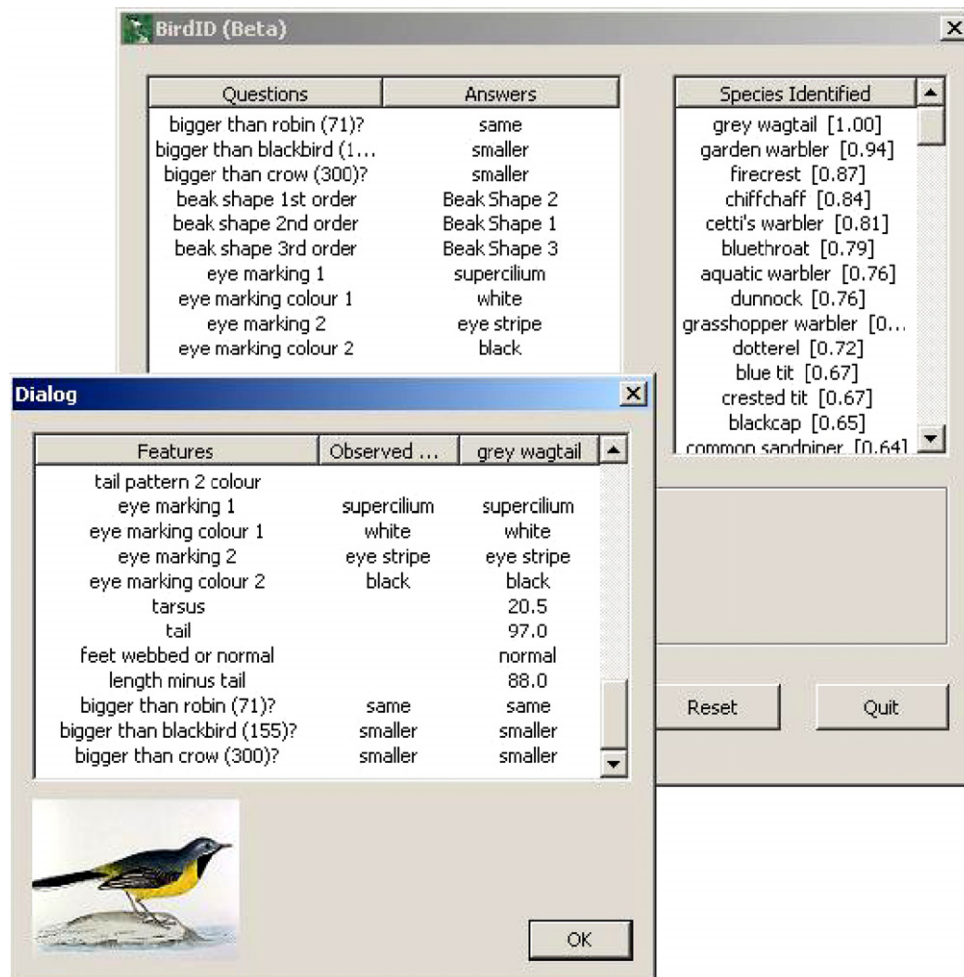 BirdID (Beta)
Questions Answers
bigger than robin (71)? same
bigger than blackbird (1... smaller
bigger than crow (300)? smaller
beak shape 1st order Beak Shape 2
beak shape 2nd order Beak Shape 1
beak shape 3rd order Beak Shape 3
eye marking 1 supercilium
eye marking colour 1 white
eye marking 2 eye stripe
eye marking colour 2 black
Species Identified
grey wagtail [1.00]
garden warbler [0.94]
firecrest [0.87]
chiffchaff [0.84]
cetti's warbler [0.81]
bluethroat [0.79]
aquatic warbler [0.76]
dunnock [0.76]
grasshopper warbler [0...
dotterel [0.72]
blue tit [0.67]
crested tit [0.67]
blackcap [0.65]
common sandpiper [0.64]
Reset Quit
Dialog
Features Observed ... grey wagtail
tail pattern 2 colour
eye marking 1 supercilium supercilium
eye marking colour 1 white white
eye marking 2 eye stripe eye stripe
eye marking colour 2 black black
tarsus 20.5
tail 97.0
feet webbed or normal normal
length minus tail 88.0
bigger than robin (71)? same same
bigger than blackbird (155)? smaller smaller
bigger than crow (300)? smaller smaller
OK